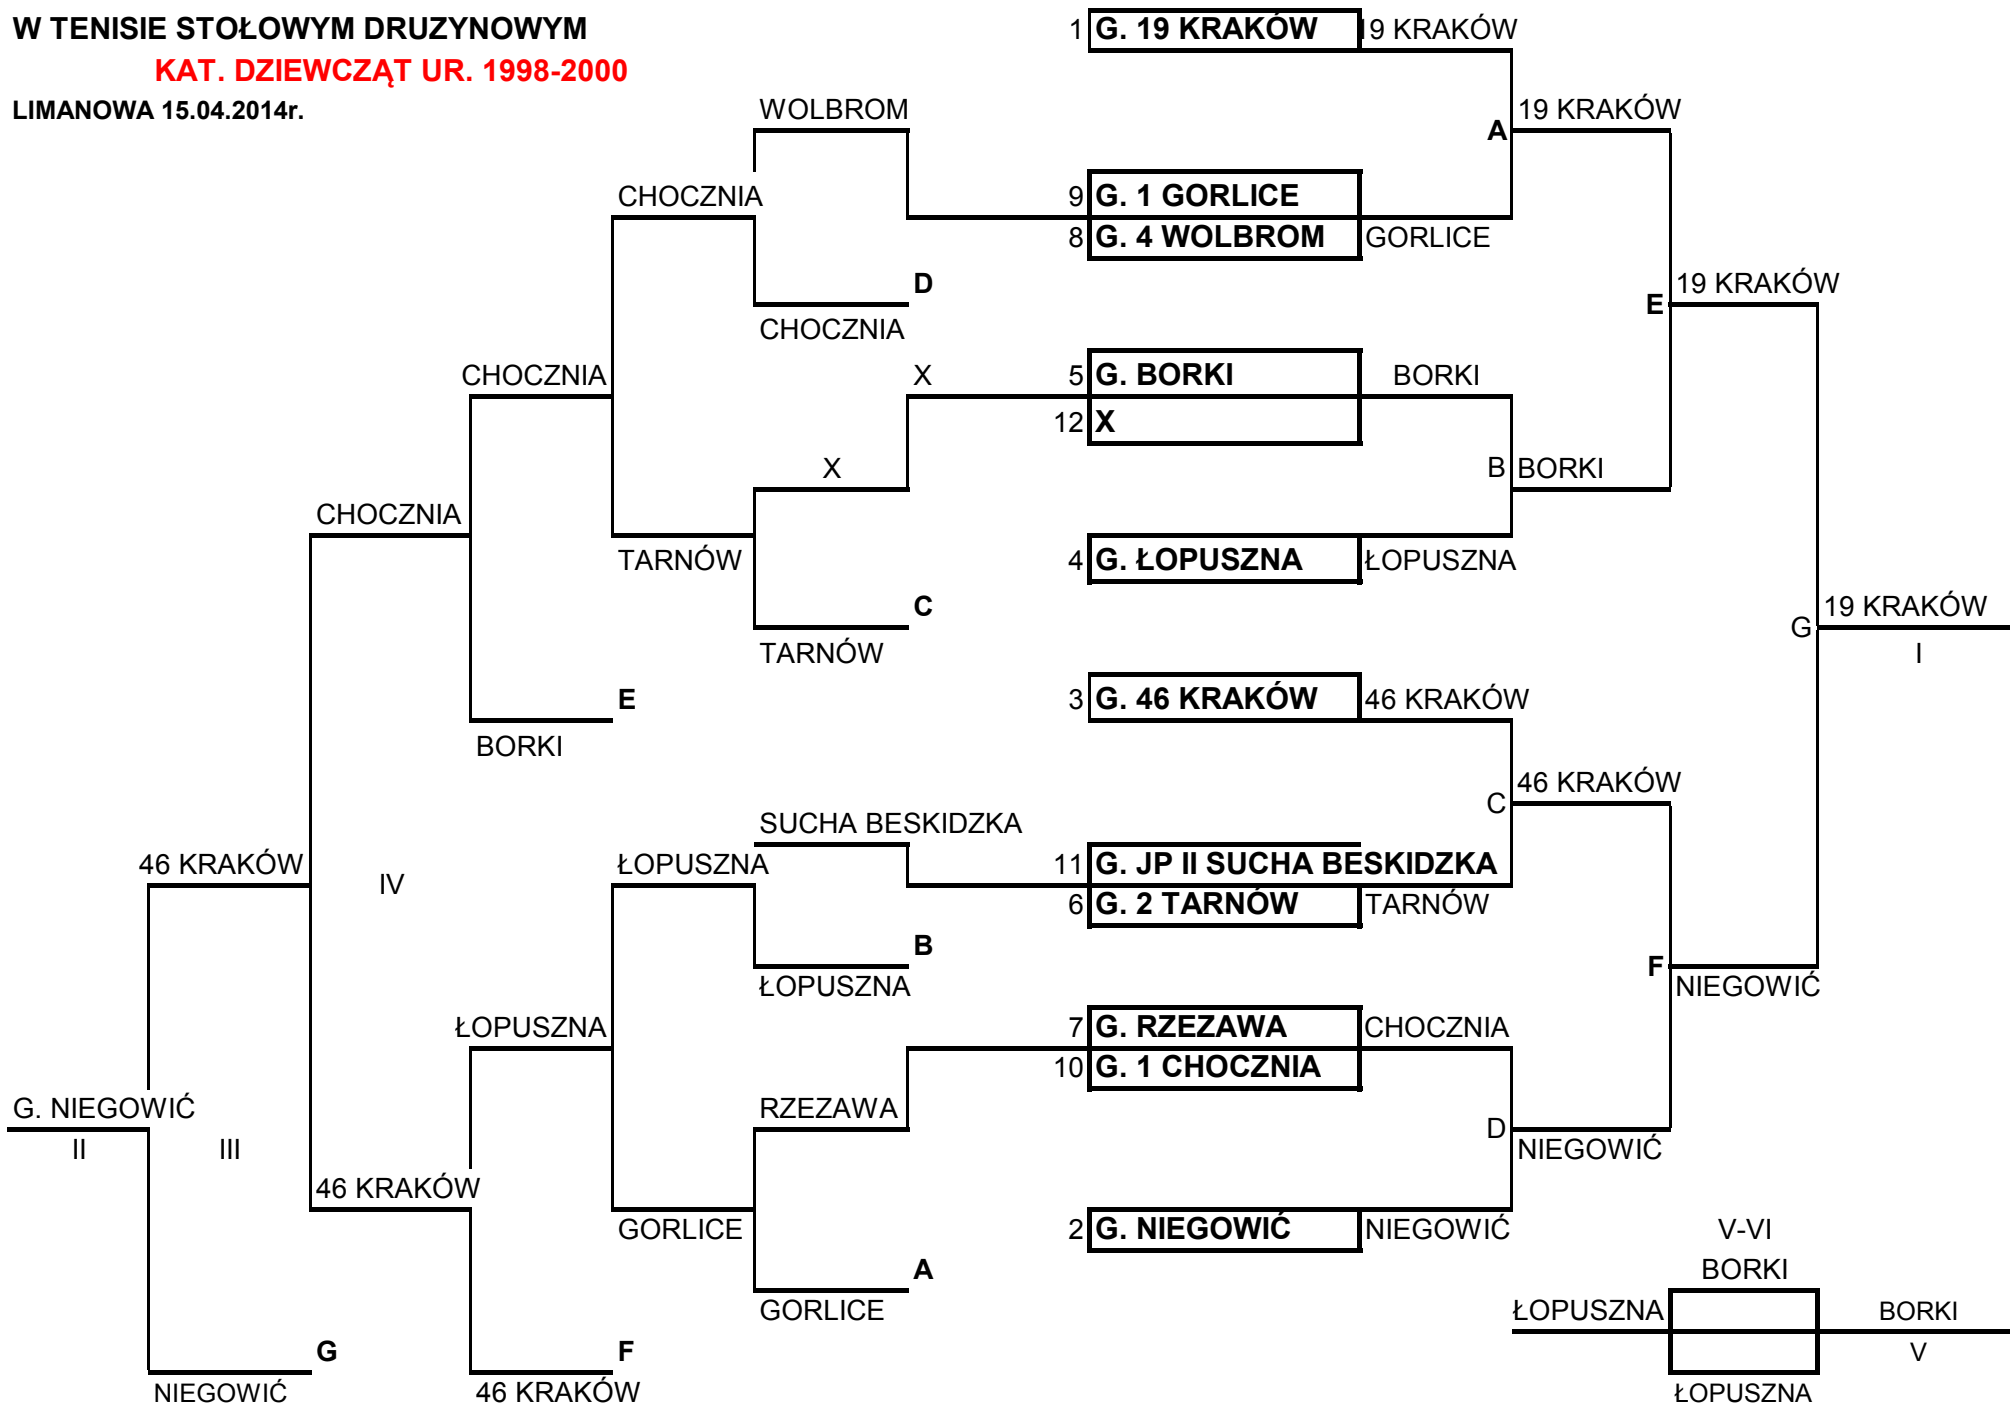 W TENISIE STOŁOWYM DRUZYNOWYM
KAT. DZIEWCZĄT UR. 1998-2000
LIMANOWA 15.04.2014r.
1 G. 19 KRAKÓW 19 KRAKÓW
WOLBROM
19 KRAKÓW
A
CHOCZNIA
9 G. 1 GORLICE
8 G. 4 WOLBROM GORLICE
D
19 KRAKÓW
E
CHOCZNIA
CHOCZNIA
X
5 G. BORKI BORKI
12 X
X
B BORKI
CHOCZNIA
TARNÓW
4 G. ŁOPUSZNA ŁOPUSZNA
C
19 KRAKÓW
G
TARNÓW
I
E
3 G. 46 KRAKÓW 46 KRAKÓW
BORKI
46 KRAKÓW
C
SUCHA BESKIDZKA
46 KRAKÓW
ŁOPUSZNA
11 G. JP II SUCHA BESKIDZKA
IV
6 G. 2 TARNÓW TARNÓW
B
F
ŁOPUSZNA
NIEGOWIĆ
ŁOPUSZNA
7 G. RZEZAWA CHOCZNIA
10 G. 1 CHOCZNIA
G. NIEGOWIĆ
RZEZAWA
D
II
III
NIEGOWIĆ
46 KRAKÓW
GORLICE
2 G. NIEGOWIĆ NIEGOWIĆ
V-VI
A
BORKI
GORLICE
ŁOPUSZNA
BORKI
G
F
V
NIEGOWIĆ
46 KRAKÓW
ŁOPUSZNA